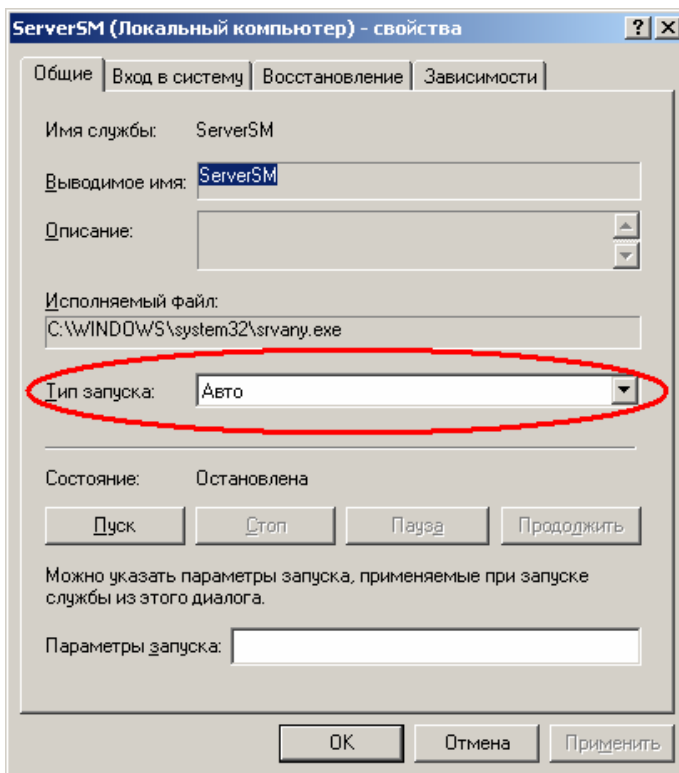 ServerSM (Локальный компьютер) - свойства
Общие Вход в систему Восстановление Зависимости
Имя службы: ServerSM
Выводимое имя: ServerSM
Описание:
Исполняемый файл:
C:\WINDOWS\system32\srvany.exe
Тип запуска: Авто
Состояние: Остановлена
Пуск Стоп Пауза Продолжить
Можно указать параметры запуска, применяемые при запуске
службы из этого диалога.
Параметры запуска:
OK Отмена Применить